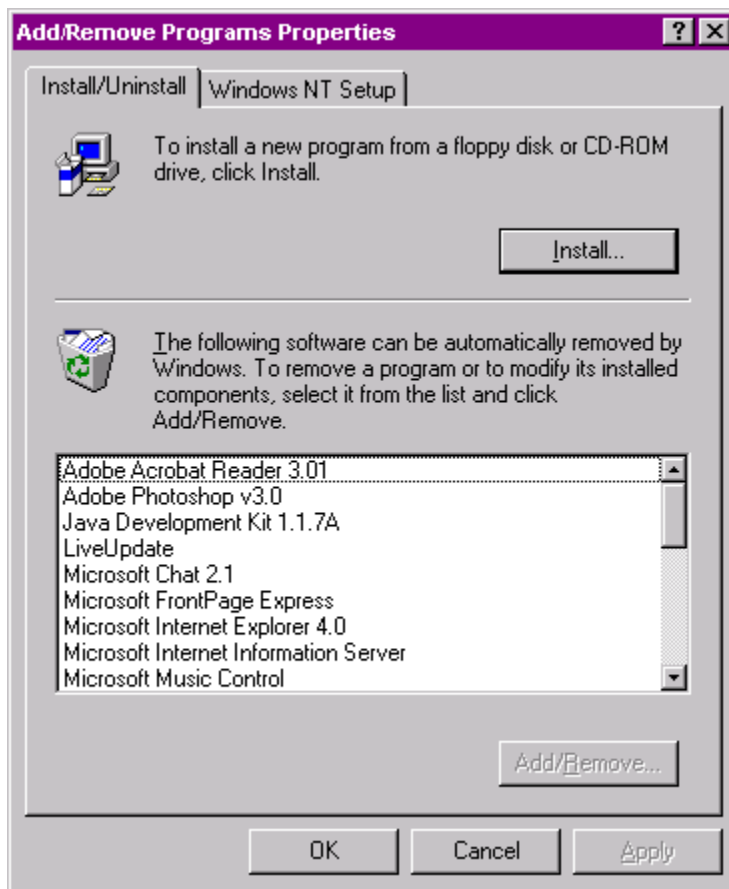 Add/Remove Programs Properties
Install/Uninstall
Windows NT Setup
To install a new program from a floppy disk or CD-ROM
drive, click Install.
Install...
The following software can be automatically removed by
Windows. To remove a program or to modify its installed
components, select it from the list and click
Add/Remove.
Adobe Acrobat Reader 3.01
Adobe Photoshop v3.0
Java Development Kit 1.1.7A
LiveUpdate
Microsoft Chat 2.1
Microsoft FrontPage Express
Microsoft Internet Explorer 4.0
Microsoft Internet Information Server
Microsoft Music Control
Add/Remove...
OK
Cancel
Apply